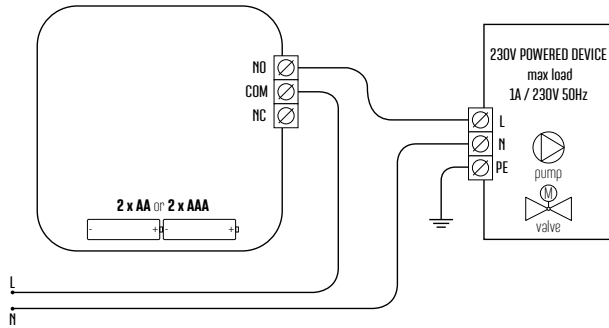 NO
COM
NC
2 x AA or 2 x AAA
- + - +
L
N
230V POWERED DEVICE
max load
1A / 230V 50Hz
L
N
PE
pump
M
valve